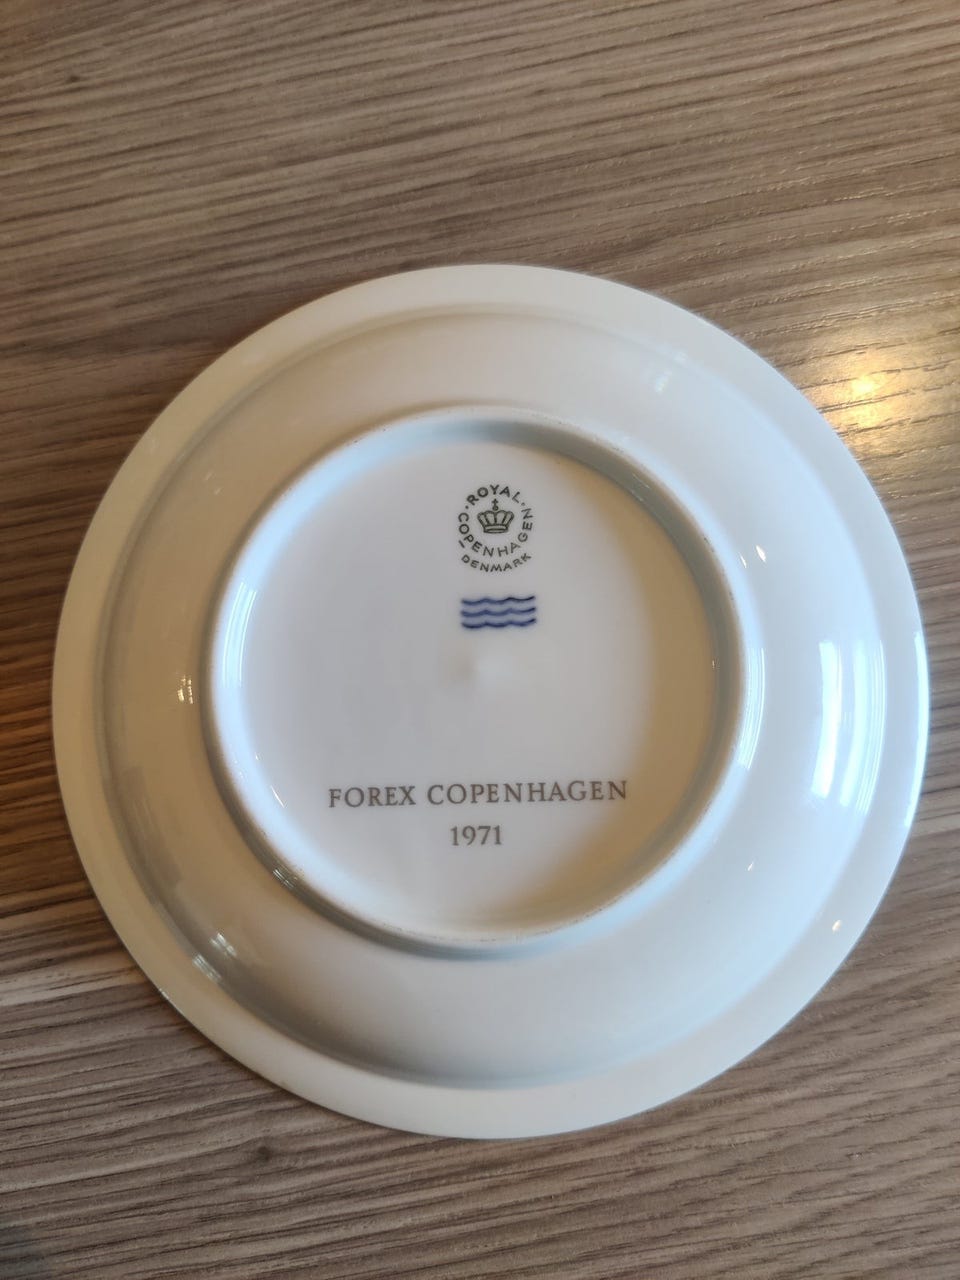 ROYAL
COPENHAGEN
DENMARK
FOREX COPENHAGEN
1971